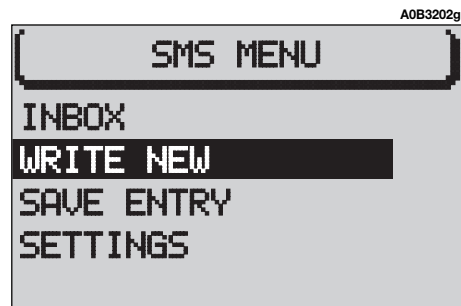 A0B3202g
SMS MENU
INBOX
WRITE NEW
SAVE ENTRY
SETTINGS